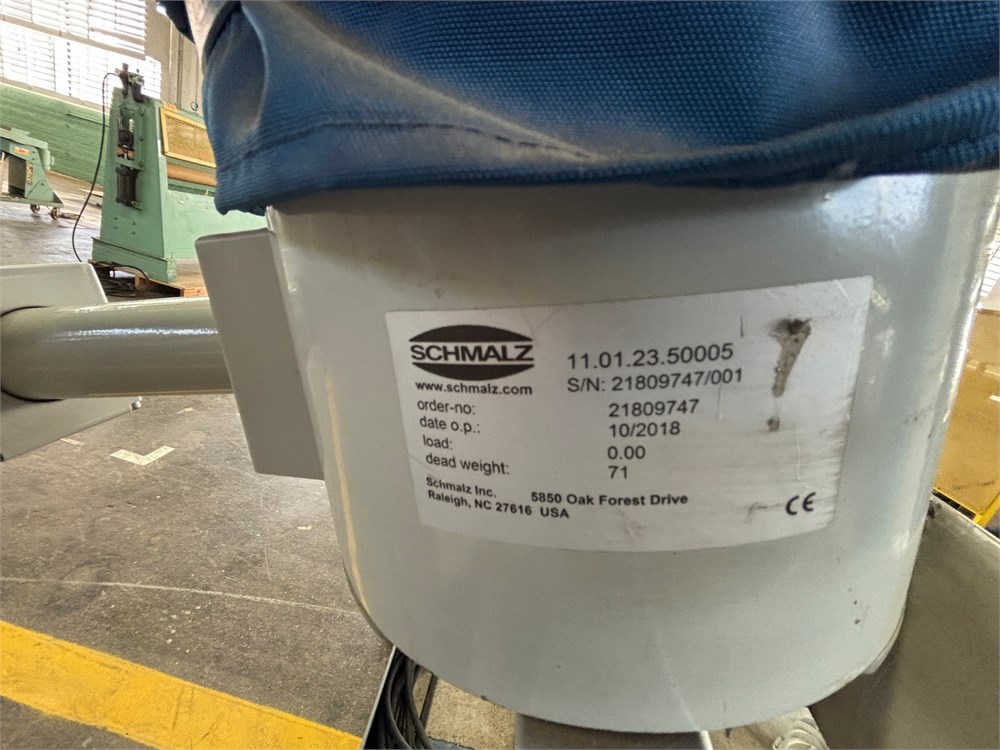 SCHMALZ
www.schmalz.com
11.01.23.50005
S/N: 21809747/001
order-no: 21809747
date o.p.: 10/2018
load: 0.00
dead weight: 71
Schmalz Inc. 5850 Oak Forest Drive
Raleigh, NC 27616 USA
CE